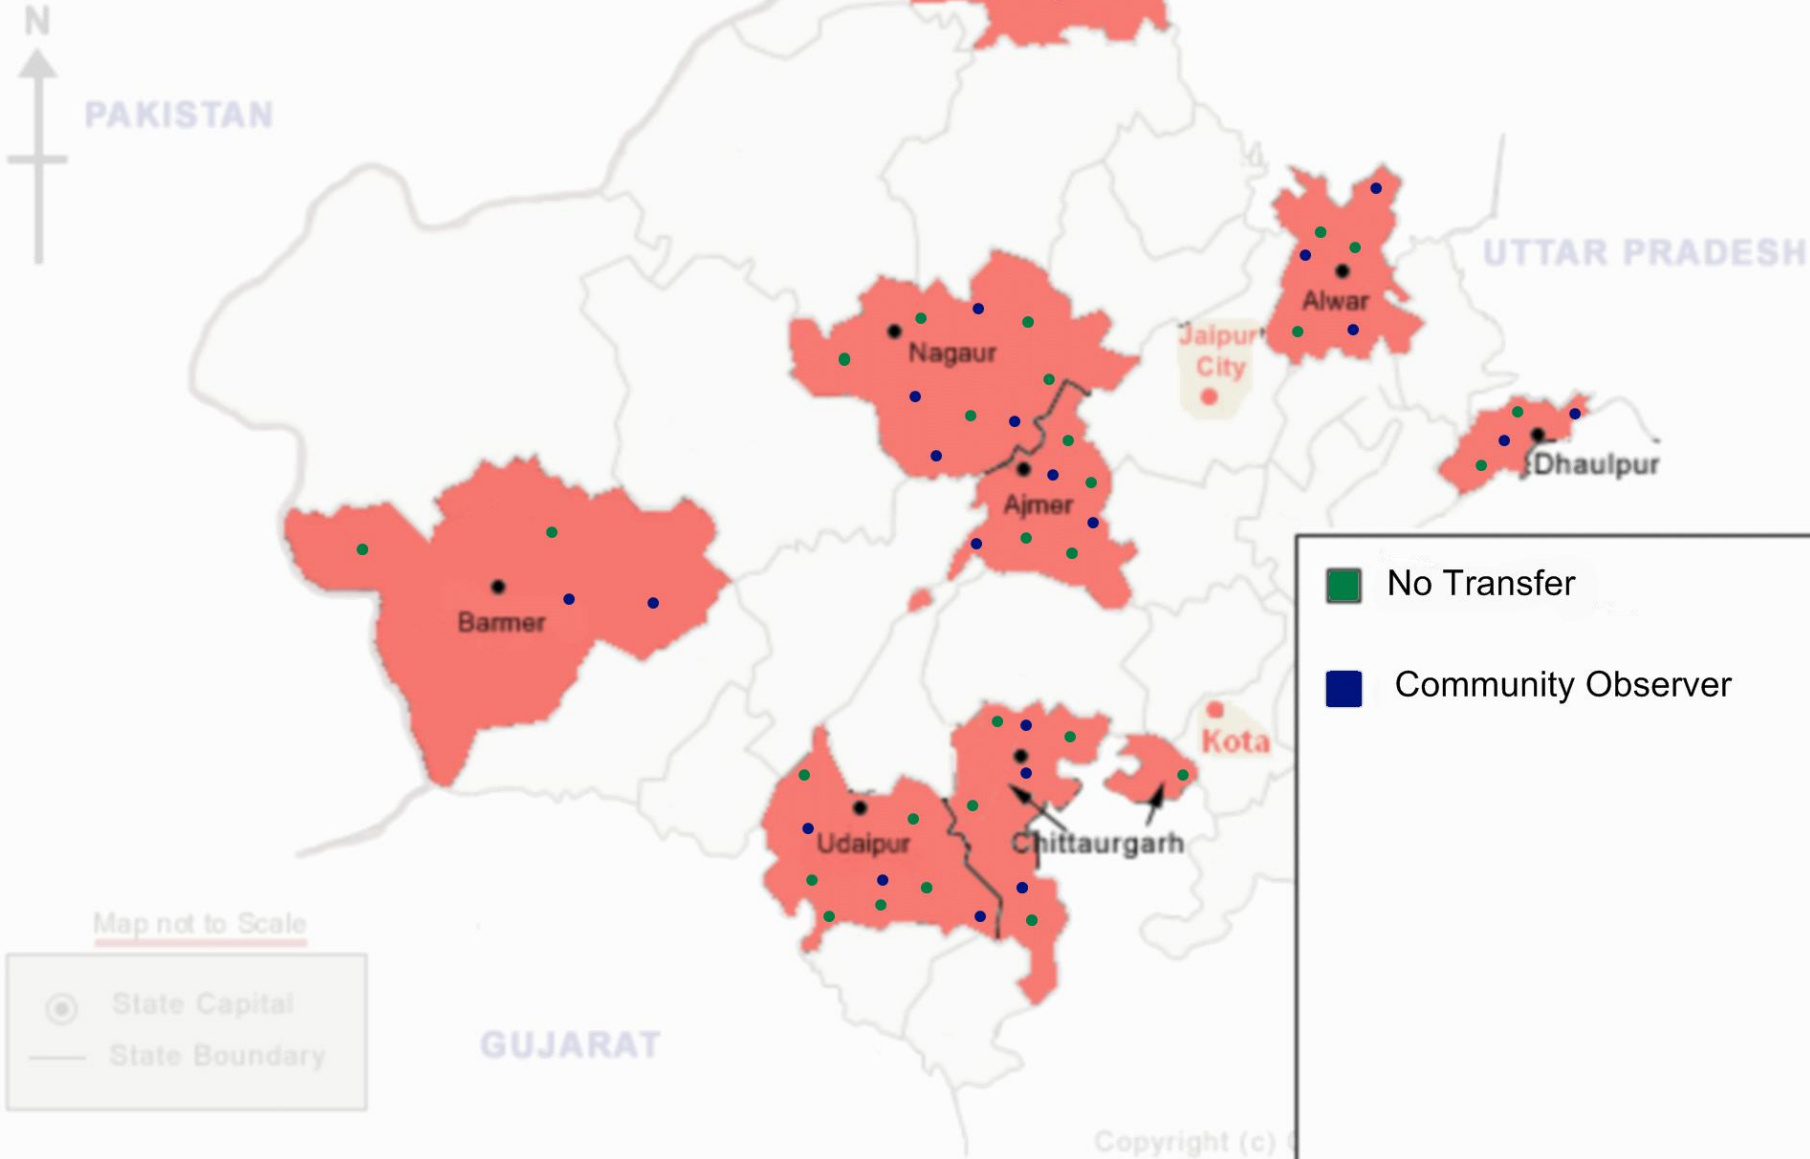 N
PAKISTAN
UTTAR PRADESH
Alwar
Jaipur
City
Nagaur
Dhaulpur
Ajmer
No Transfer
Barmer
Community Observer
Kota
Udaipur
Chittaurgarh
Map not to Scale
State Capital
State Boundary
GUJARAT
Copyright (c)